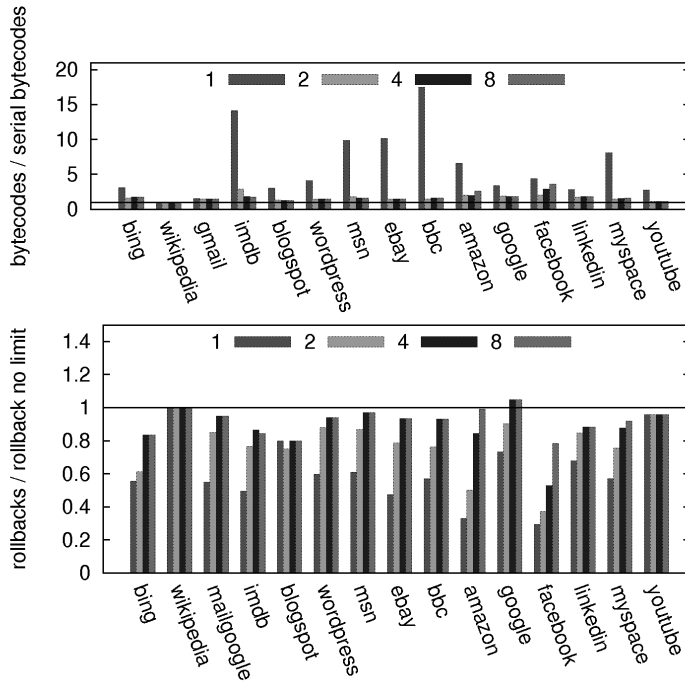 bytecodes / serial bytecodes
20
15
10
5
0
1 2 4 8
bing
wikipedia
gmail
imdb
blogspot
wordpress
msn
ebay
bbc
amazon
google
facebook
linkedin
myspace
youtube
rollbacks / rollback no limit
1.4
1.2
1
0.8
0.6
0.4
0.2
0
1 2 4 8
bing
wikipedia
mailgoogle
imdb
blogspot
wordpress
msn
ebay
bbc
amazon
google
facebook
linkedin
myspace
youtube